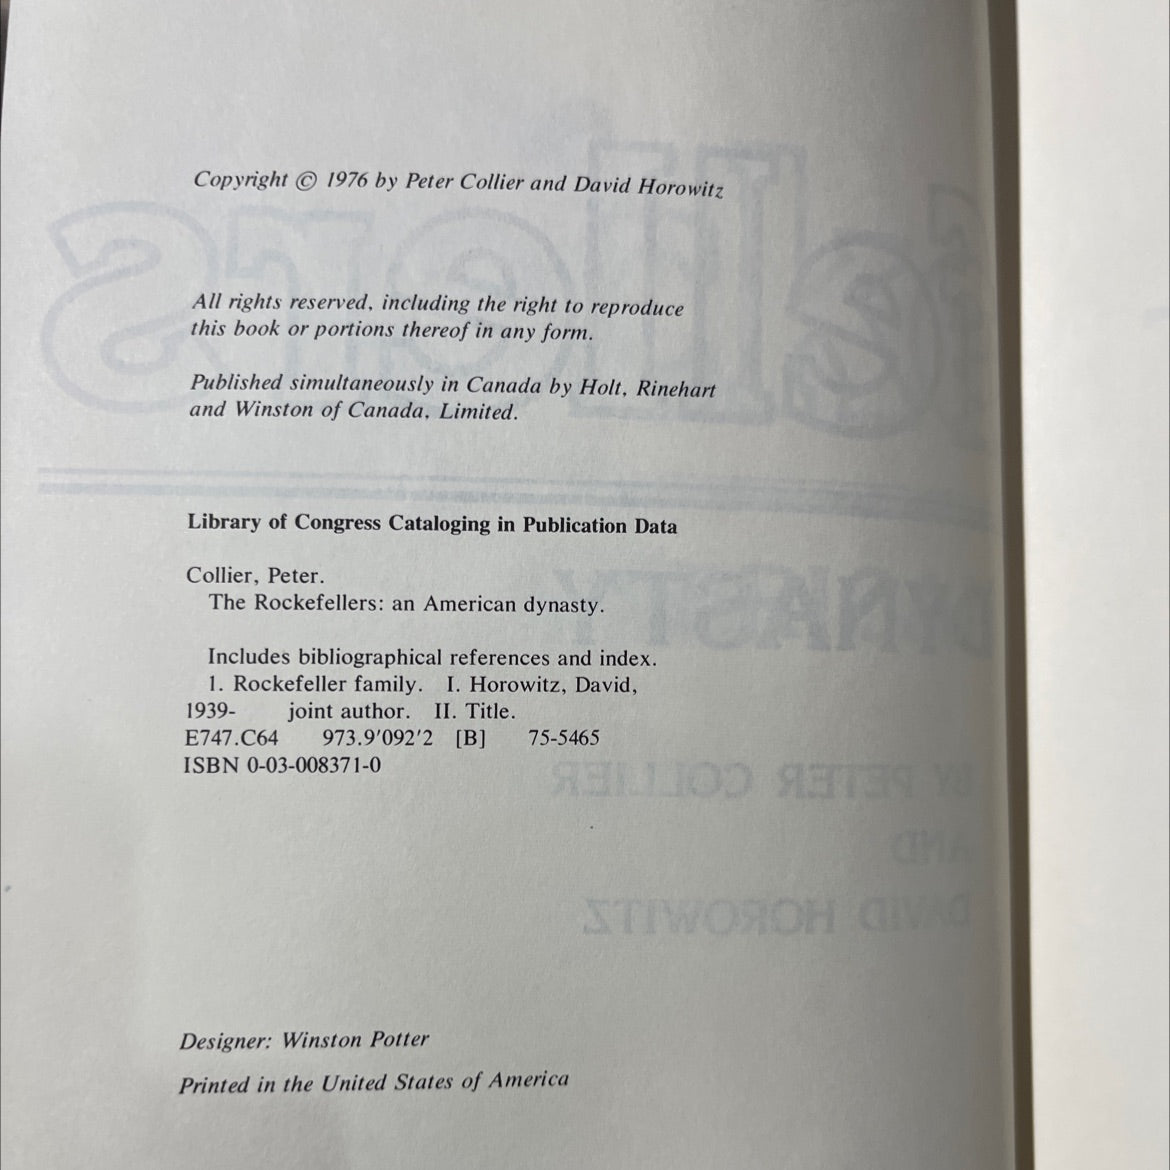 Copyright © 1976 by Peter Collier and David Horowitz
All rights reserved, including the right to reproduce
this book or portions thereof in any form.
Published simultaneously in Canada by Holt, Rinehart
and Winston of Canada, Limited.
Library of Congress Cataloging in Publication Data
Collier, Peter.
The Rockefellers: an American dynasty.
Includes bibliographical references and index.
1. Rockefeller family. I. Horowitz, David,
1939- joint author. II. Title.
E747.C64 973.9′092′2 [B] 75-5465
ISBN 0-03-008371-0
Designer: Winston Potter
Printed in the United States of America